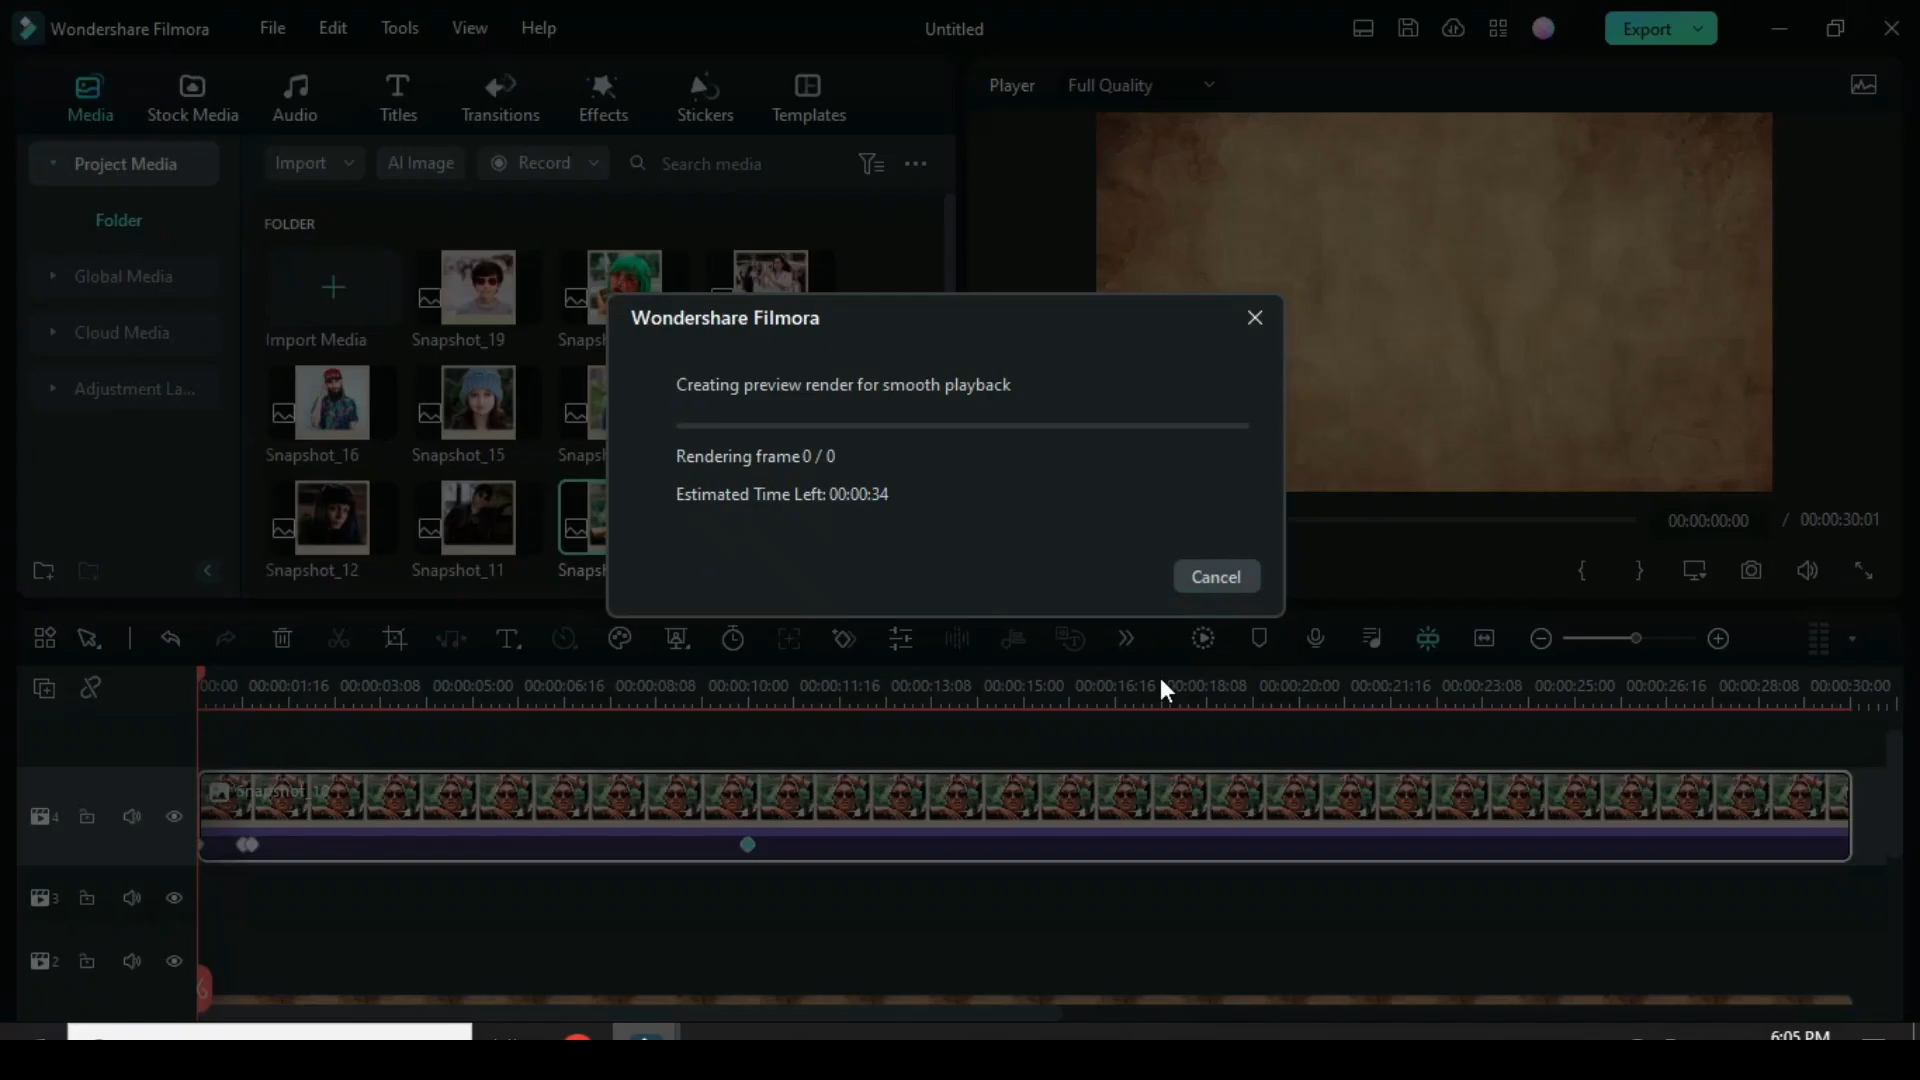 Wondershare Filmora File Edit Tools View Help Untitled Export
Media Stock Media Audio Titles Transitions Effects Stickers Templates
Player Full Quality
Project Media
Import AI Image Record Search media
Folder
FOLDER
Global Media
Cloud Media
Adjustment La...
Import Media Snapshot_19
Snapshot_16 Snapshot_15
Snapshot_12 Snapshot_11
Wondershare Filmora
Creating preview render for smooth playback
Rendering frame 0 / 0
Estimated Time Left: 00:00:34
Cancel
00:00:00:00 / 00:00:30:01
00:00 00:00:01:16 00:00:03:08 00:00:05:00 00:00:06:16 00:00:08:08 00:00:10:00 00:00:11:16 00:00:13:08 00:00:15:00 00:00:16:16 00:00:18:08 00:00:20:00 00:00:21:16 00:00:23:08 00:00:25:00 00:00:26:16 00:00:28:08 00:00:30:00
Snapshot_10
4
3
2
6:05 PM